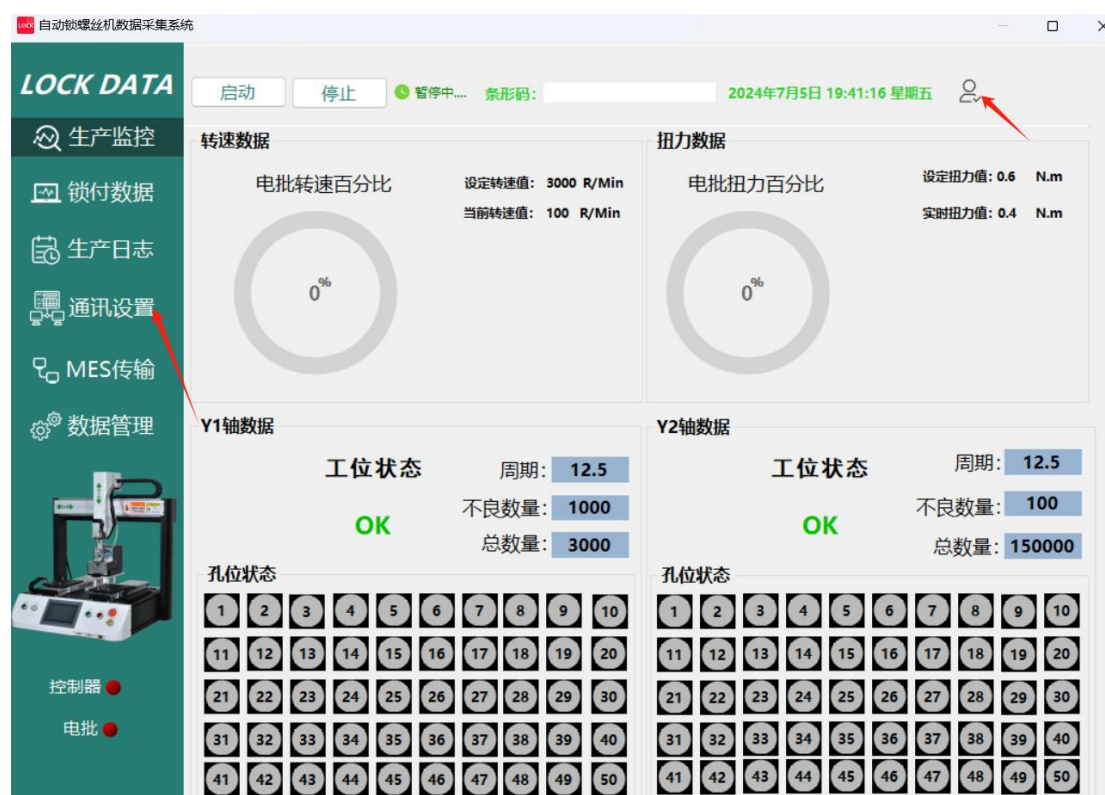 LOCK 自动锁螺丝机数据采集系统
LOCK DATA
启动 停止 暂停中.... 条形码: 2024年7月5日 19:41:16 星期五
生产监控
锁付数据
生产日志
通讯设置
MES传输
数据管理
控制器
电批
转速数据
电批转速百分比
设定转速值: 3000 R/Min
当前转速值: 100 R/Min
0%
扭力数据
电批扭力百分比
设定扭力值: 0.6 N.m
实时扭力值: 0.4 N.m
0%
Y1轴数据
工位状态
OK
周期: 12.5
不良数量: 1000
总数量: 3000
孔位状态
1 2 3 4 5 6 7 8 9 10
11 12 13 14 15 16 17 18 19 20
21 22 23 24 25 26 27 28 29 30
31 32 33 34 35 36 37 38 39 40
41 42 43 44 45 46 47 48 49 50
Y2轴数据
工位状态
OK
周期: 12.5
不良数量: 100
总数量: 150000
孔位状态
1 2 3 4 5 6 7 8 9 10
11 12 13 14 15 16 17 18 19 20
21 22 23 24 25 26 27 28 29 30
31 32 33 34 35 36 37 38 39 40
41 42 43 44 45 46 47 48 49 50